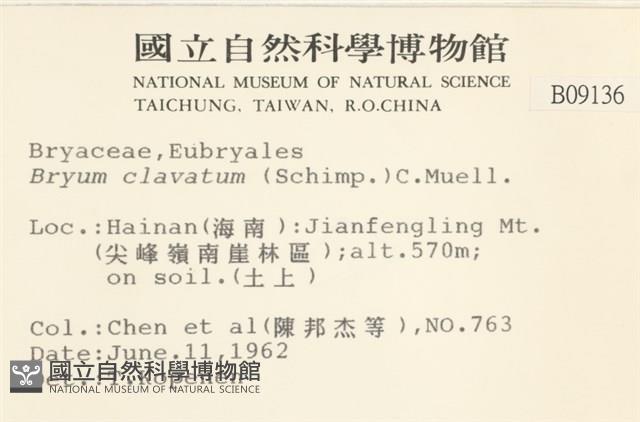 國立自然科學博物館
NATIONAL MUSEUM OF NATURAL SCIENCE
TAICHUNG, TAIWAN, R.O.CHINA
B09136
Bryaceae,Eubryales
Bryum clavatum (Schimp.)C.Muell.
Loc.:Hainan(海南):Jianfengling Mt.
(尖峰嶺南崖林區);alt.570m;
on soil.(土上)
Col.:Chen et al(陳邦杰等),NO.763
Date:June.11,1962
國立自然科學博物館
NATIONAL MUSEUM OF NATURAL SCIENCE